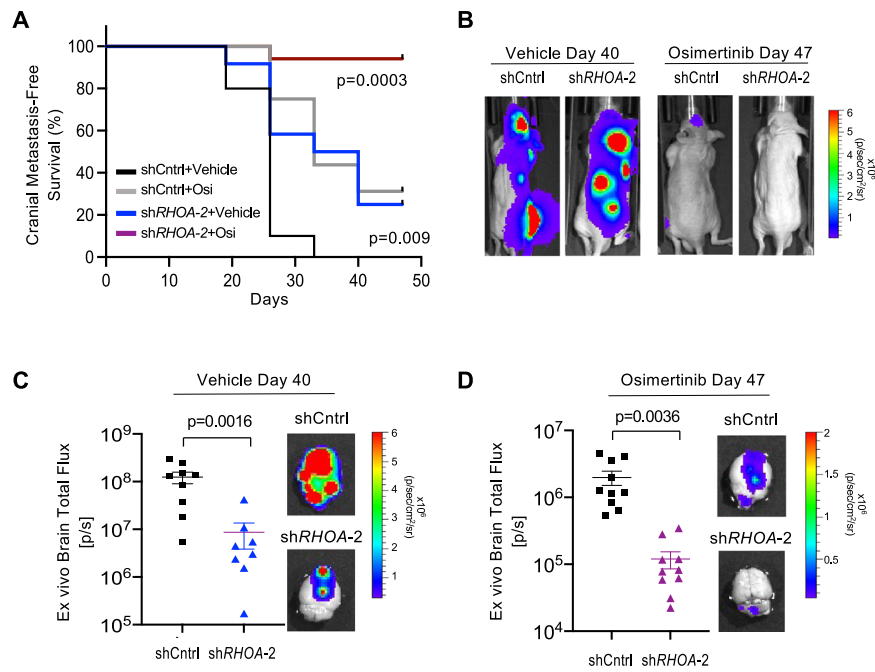 A
Cranial Metastasis-Free
Survival (%)
100
80
60
40
20
0
0
10
20
30
40
50
Days
p=0.0003
p=0.009
shCntrl+Vehicle
shCntrl+Osi
shRHOA-2+Vehicle
shRHOA-2+Osi
B
Vehicle Day 40
Osimertinib Day 47
shCntrl
shRHOA-2
shCntrl
shRHOA-2
6
5
4
3
2
1
x10⁶
(p/sec/cm²/sr)
C
Vehicle Day 40
p=0.0016
Ex vivo Brain Total Flux
[p/s]
10⁹
10⁸
10⁷
10⁶
10⁵
shCntrl
shRHOA-2
shCntrl
shRHOA-2
6
5
4
3
2
1
x10⁶
(p/sec/cm²/sr)
D
Osimertinib Day 47
p=0.0036
Ex vivo Brain Total Flux
[p/s]
10⁷
10⁶
10⁵
10⁴
shCntrl
shRHOA-2
shCntrl
shRHOA-2
2
1.5
1
0.5
x10⁶
(p/sec/cm²/sr)